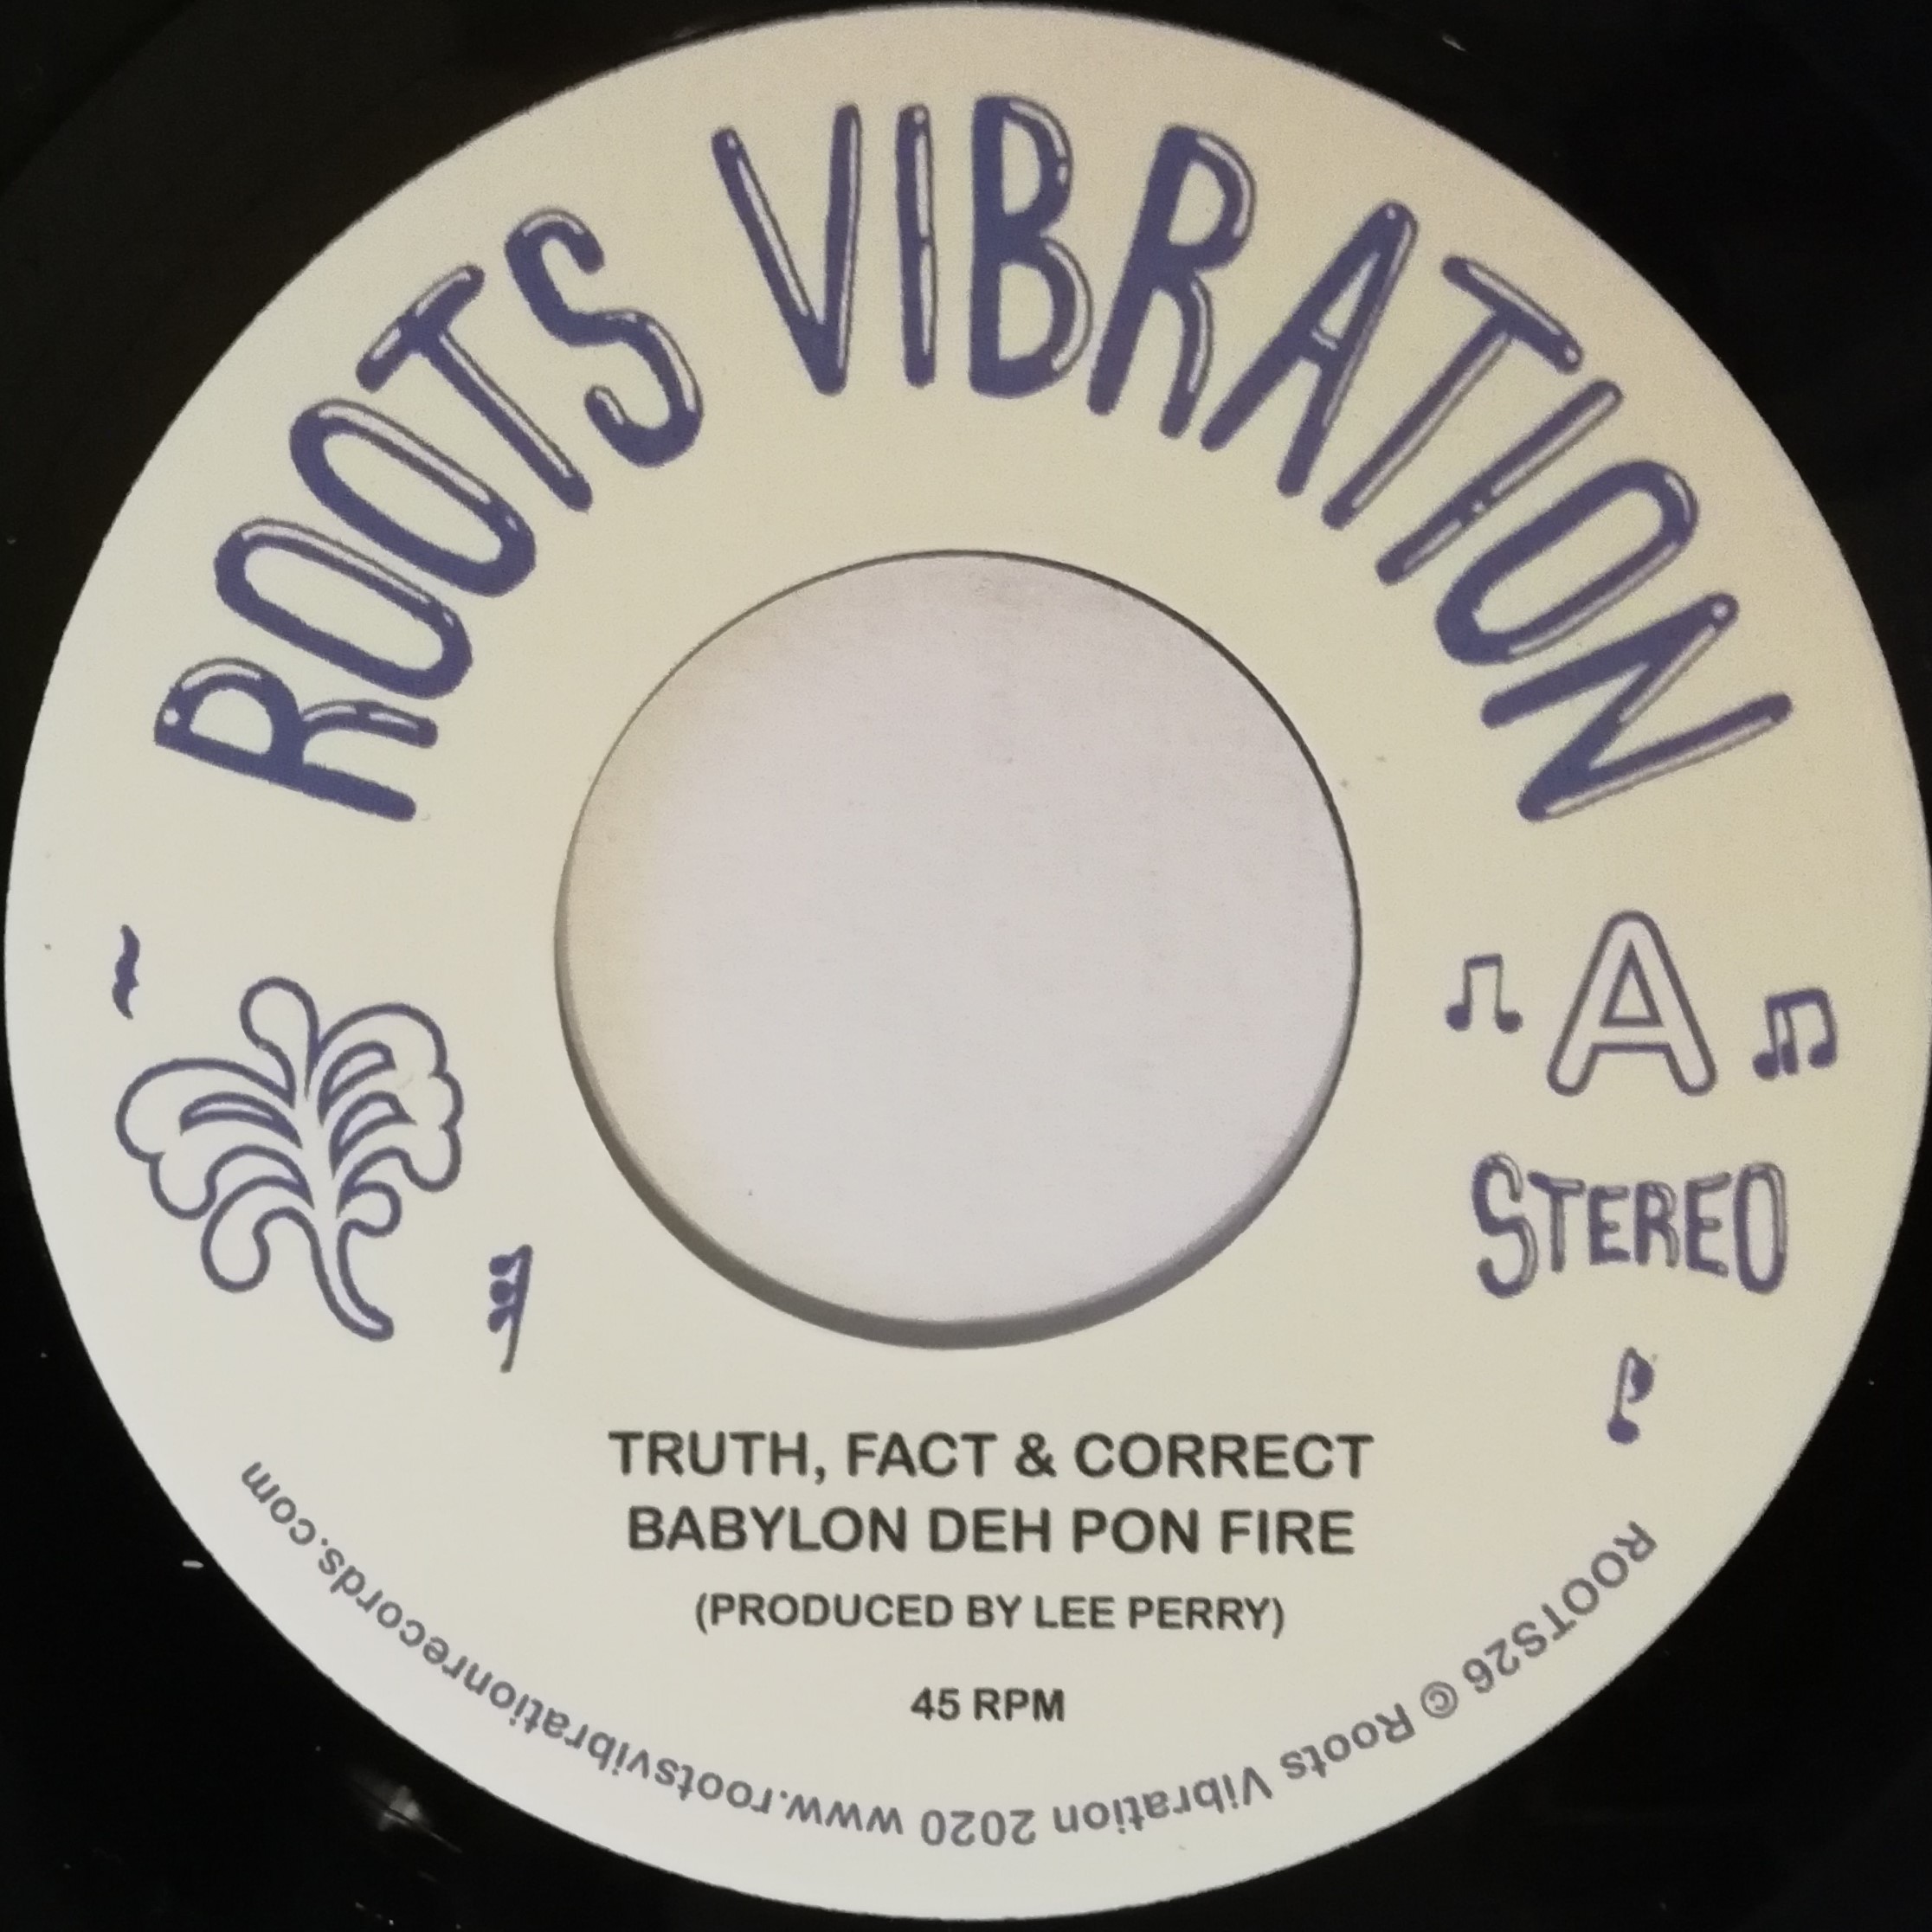 ROOTS VIBRATION
A
STEREO
TRUTH, FACT & CORRECT
BABYLON DEH PON FIRE
(PRODUCED BY LEE PERRY)
45 RPM
ROOTS26 © Roots Vibration 2020 www.rootsvibrationrecords.com